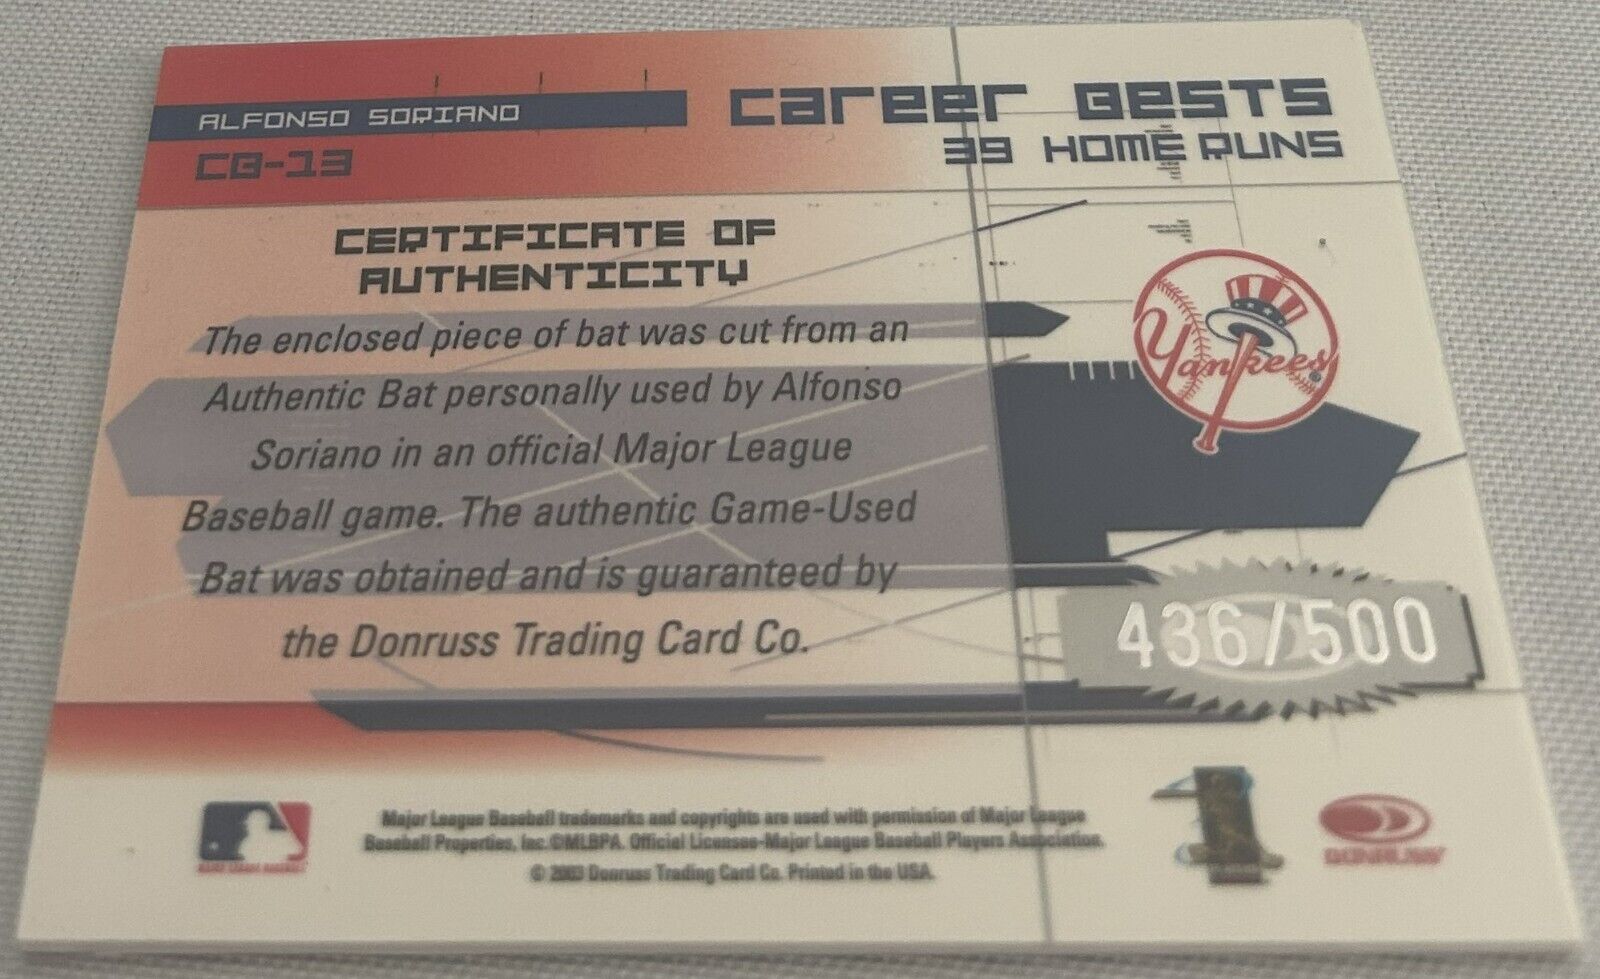 ALFONSO SORIANO
CB-13
career Bests
39 HOME RUNS
CERTIFICATE OF
AUTHENTICITY
The enclosed piece of bat was cut from an
Authentic Bat personally used by Alfonso
Soriano in an official Major League
Baseball game. The authentic Game-Used
Bat was obtained and is guaranteed by
the Donruss Trading Card Co.
Yankees®
436/500
Major League Baseball trademarks and copyrights are used with permission of Major League
Baseball Properties, Inc. ©MLBPA. Official Licensee-Major League Baseball Players Association.
© 2003 Donruss Trading Card Co. Printed in the USA.
1
DONRUSS